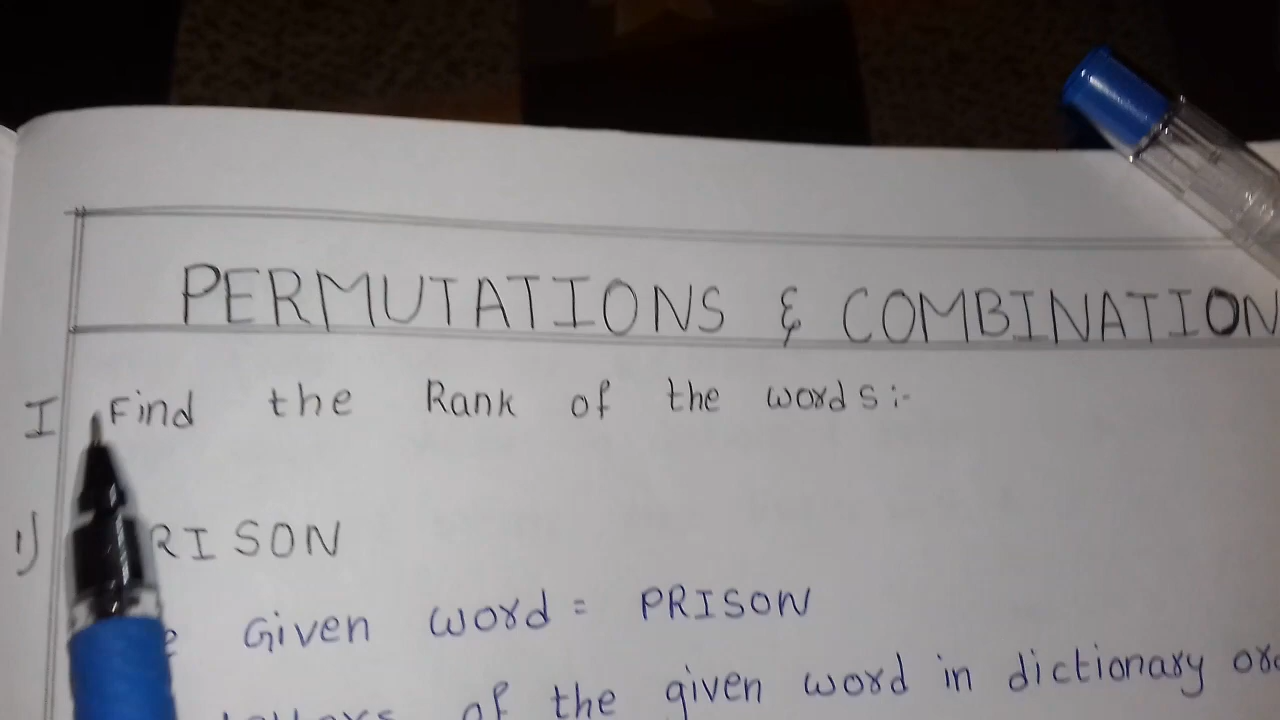 PERMUTATIONS & COMBINATION
I Find the Rank of the words:-
1) RISON
Given word = PRISON
of the given word in dictionary